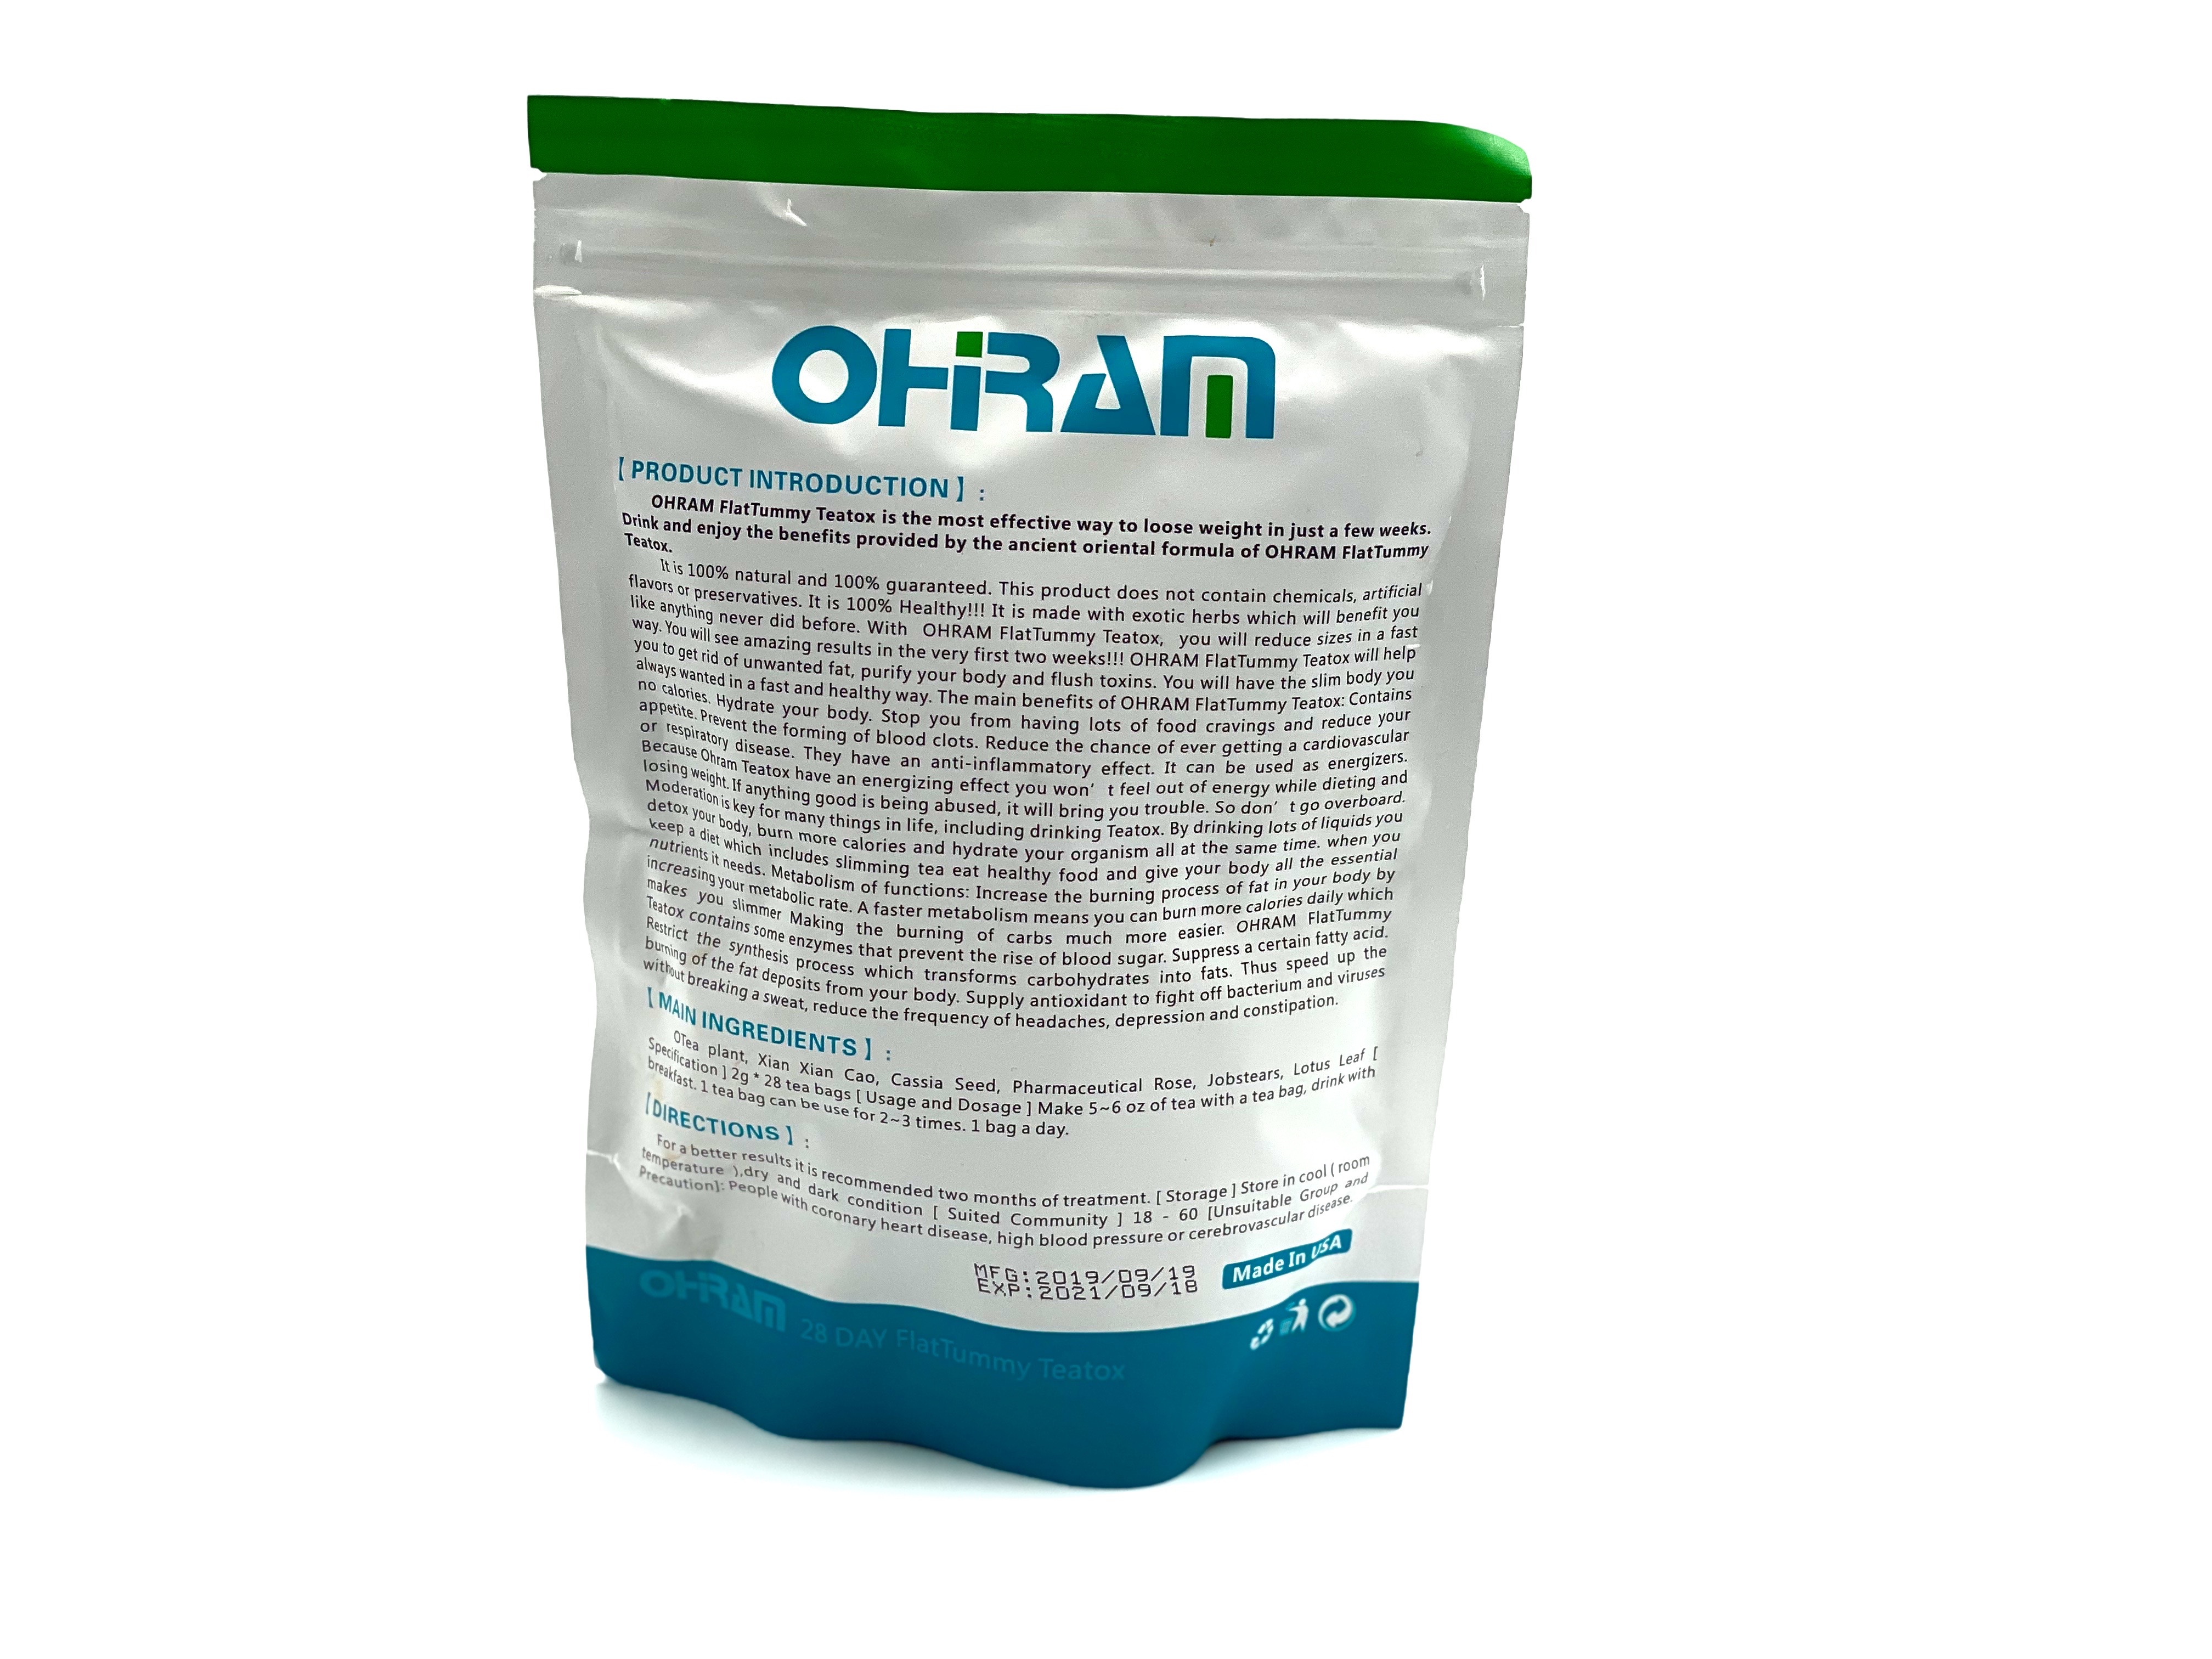 OHRAM
【PRODUCT INTRODUCTION】:
OHRAM FlatTummy Teatox is the most effective way to loose weight in just a few weeks.
Drink and enjoy the benefits provided by the ancient oriental formula of OHRAM FlatTummy
Teatox.
It is 100% natural and 100% guaranteed. This product does not contain chemicals, artificial
flavors or preservatives. It is 100% Healthy!!! It is made with exotic herbs which will benefit you
like anything never did before. With OHRAM FlatTummy Teatox, you will reduce sizes in a fast
way. You will see amazing results in the very first two weeks!!! OHRAM FlatTummy Teatox will help
you to get rid of unwanted fat, purify your body and flush toxins. You will have the slim body you
always wanted in a fast and healthy way. The main benefits of OHRAM FlatTummy Teatox: Contains
no calories. Hydrate your body. Stop you from having lots of food cravings and reduce your
appetite. Prevent the forming of blood clots. Reduce the chance of ever getting a cardiovascular
or respiratory disease. They have an anti-inflammatory effect. It can be used as energizers.
Because Ohram Teatox have an energizing effect you won' t feel out of energy while dieting and
losing weight. If anything good is being abused, it will bring you trouble. So don' t go overboard.
Moderation is key for many things in life, including drinking Teatox. By drinking lots of liquids you
detox your body, burn more calories and hydrate your organism all at the same time. when you
keep a diet which includes slimming tea eat healthy food and give your body all the essential
nutrients it needs. Metabolism of functions: Increase the burning process of fat in your body by
increasing your metabolic rate. A faster metabolism means you can burn more calories daily which
makes you slimmer Making the burning of carbs much more easier. OHRAM FlatTummy
Teatox contains some enzymes that prevent the rise of blood sugar. Suppress a certain fatty acid.
Restrict the synthesis process which transforms carbohydrates into fats. Thus speed up the
burning of the fat deposits from your body. Supply antioxidant to fight off bacterium and viruses
without breaking a sweat, reduce the frequency of headaches, depression and constipation.
【MAIN INGREDIENTS】:
OTea plant, Xian Xian Cao, Cassia Seed, Pharmaceutical Rose, Jobstears, Lotus Leaf [
Specification ] 2g * 28 tea bags [ Usage and Dosage ] Make 5~6 oz of tea with a tea bag, drink with
breakfast. 1 tea bag can be use for 2~3 times. 1 bag a day.
【DIRECTIONS】:
For a better results it is recommended two months of treatment. [ Storage ] Store in cool ( room
temperature ),dry and dark condition [ Suited Community ] 18 - 60 [Unsuitable Group and
Precaution]: People with coronary heart disease, high blood pressure or cerebrovascular disease.
MFG:2019/09/19
EXP:2021/09/18
Made In USA
OHRAM 28 DAY FlatTummy Teatox